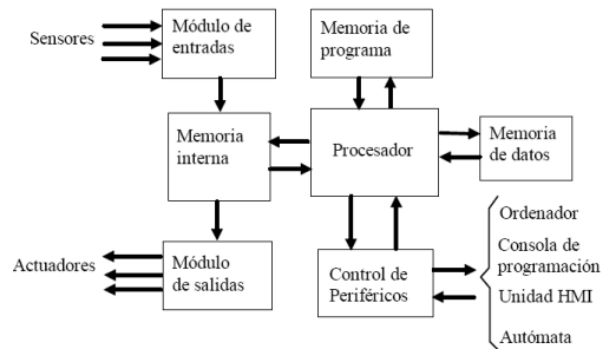 Sensores
Módulo de
entradas
Memoria de
programa
Memoria
interna
Procesador
Memoria
de datos
Actuadores
Módulo
de salidas
Control de
Periféricos
Ordenador
Consola de
programación
Unidad HMI
Autómata